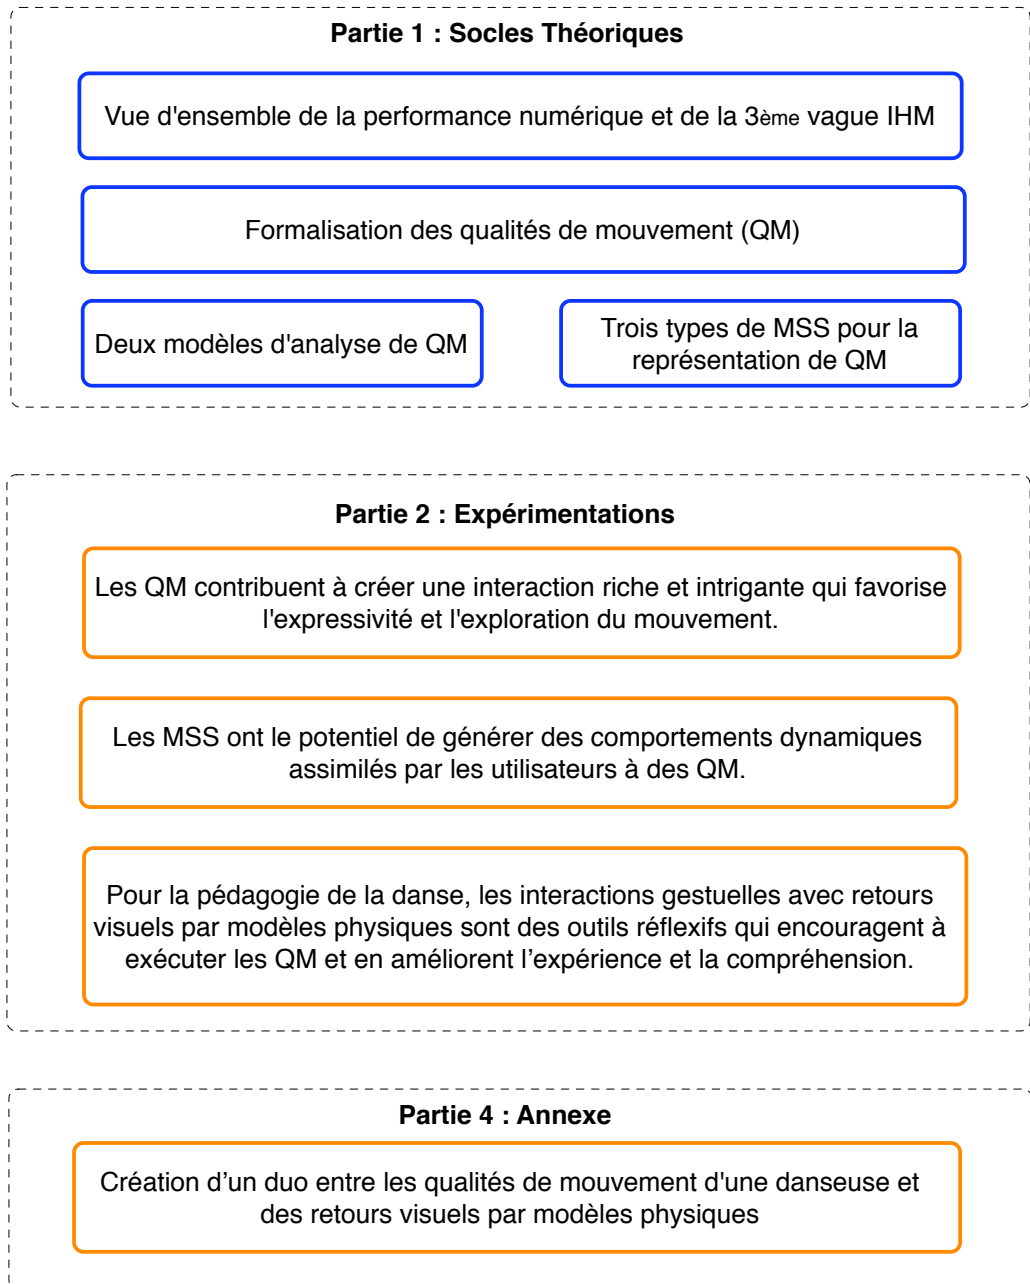 Partie 1 : Socles Théoriques
Vue d'ensemble de la performance numérique et de la 3ème vague IHM
Formalisation des qualités de mouvement (QM)
Deux modèles d'analyse de QM
Trois types de MSS pour la
représentation de QM
Partie 2 : Expérimentations
Les QM contribuent à créer une interaction riche et intrigante qui favorise
l'expressivité et l'exploration du mouvement.
Les MSS ont le potentiel de générer des comportements dynamiques
assimilés par les utilisateurs à des QM.
Pour la pédagogie de la danse, les interactions gestuelles avec retours
visuels par modèles physiques sont des outils réflexifs qui encouragent à
exécuter les QM et en améliorent l’expérience et la compréhension.
Partie 4 : Annexe
Création d’un duo entre les qualités de mouvement d'une danseuse et
des retours visuels par modèles physiques